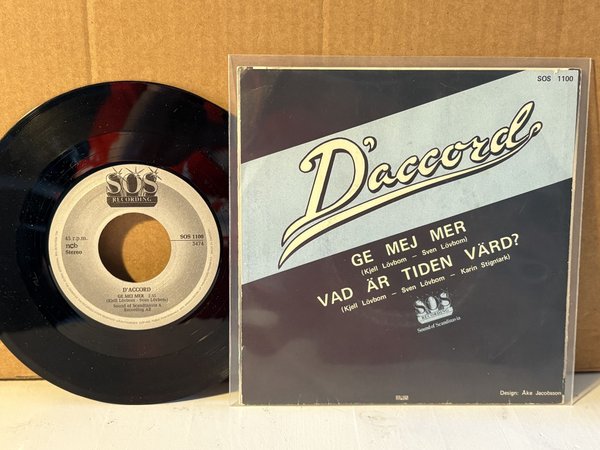 SOS
RECORDING
45 r.p.m.
ncb
Stereo
SOS 1100
3474
D'ACCORD
GE MEJ MER
(Kjell Lövbom - Sven Lövbom)
Sound of Scandinavia
Recording AB
SOS 1100
D'accord
GE MEJ MER
(Kjell Lövbom – Sven Lövbom)
VAD ÄR TIDEN VÄRD?
(Kjell Lövbom – Sven Lövbom – Karin Stigmark)
SOS
RECORDING
Sound of Scandinavia
Design: Åke Jacobsson